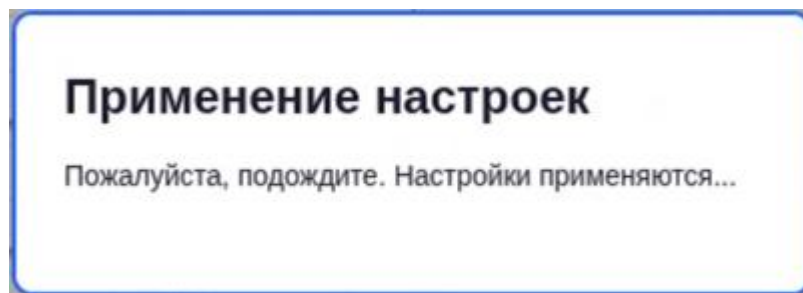 Применение настроек
Пожалуйста, подождите. Настройки применяются...